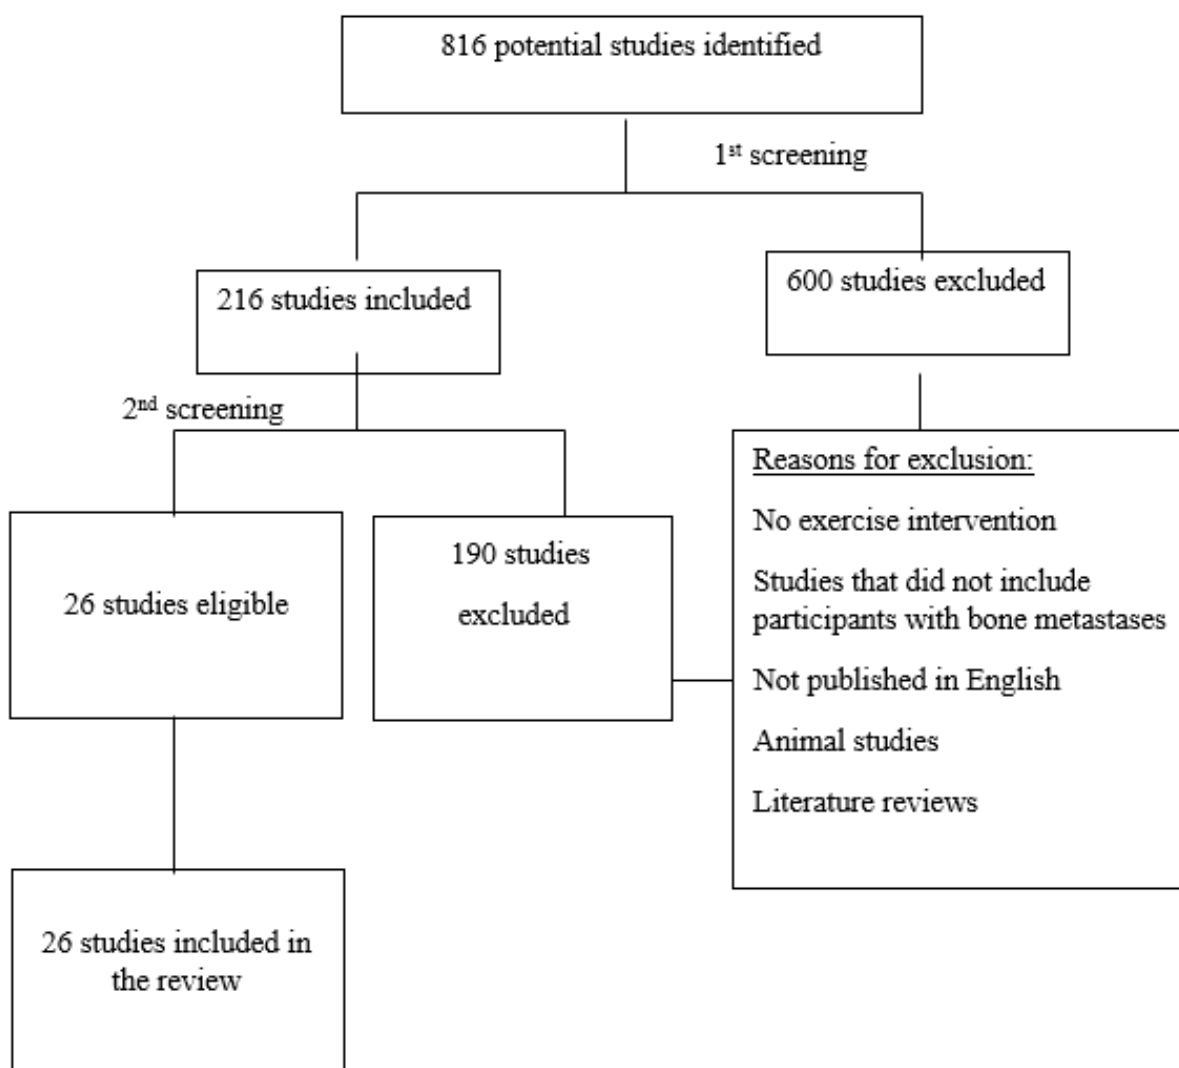 816 potential studies identified
1st screening
216 studies included
600 studies excluded
2nd screening
26 studies eligible
190 studies
excluded
Reasons for exclusion:
No exercise intervention
Studies that did not include
participants with bone metastases
Not published in English
Animal studies
Literature reviews
26 studies included in
the review